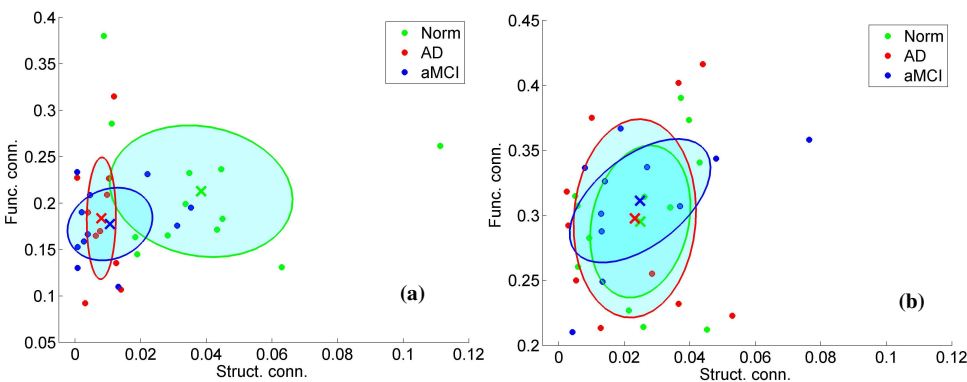 0.4
0.35
0.3
0.25
0.2
0.15
0.1
0.05
Func. conn.
0 0.02 0.04 0.06 0.08 0.1 0.12
Struct. conn.
Norm
AD
aMCI
(a)
0.45
0.4
0.35
0.3
0.25
0.2
Func. conn.
0 0.02 0.04 0.06 0.08 0.1 0.12
Struct. conn.
Norm
AD
aMCI
(b)